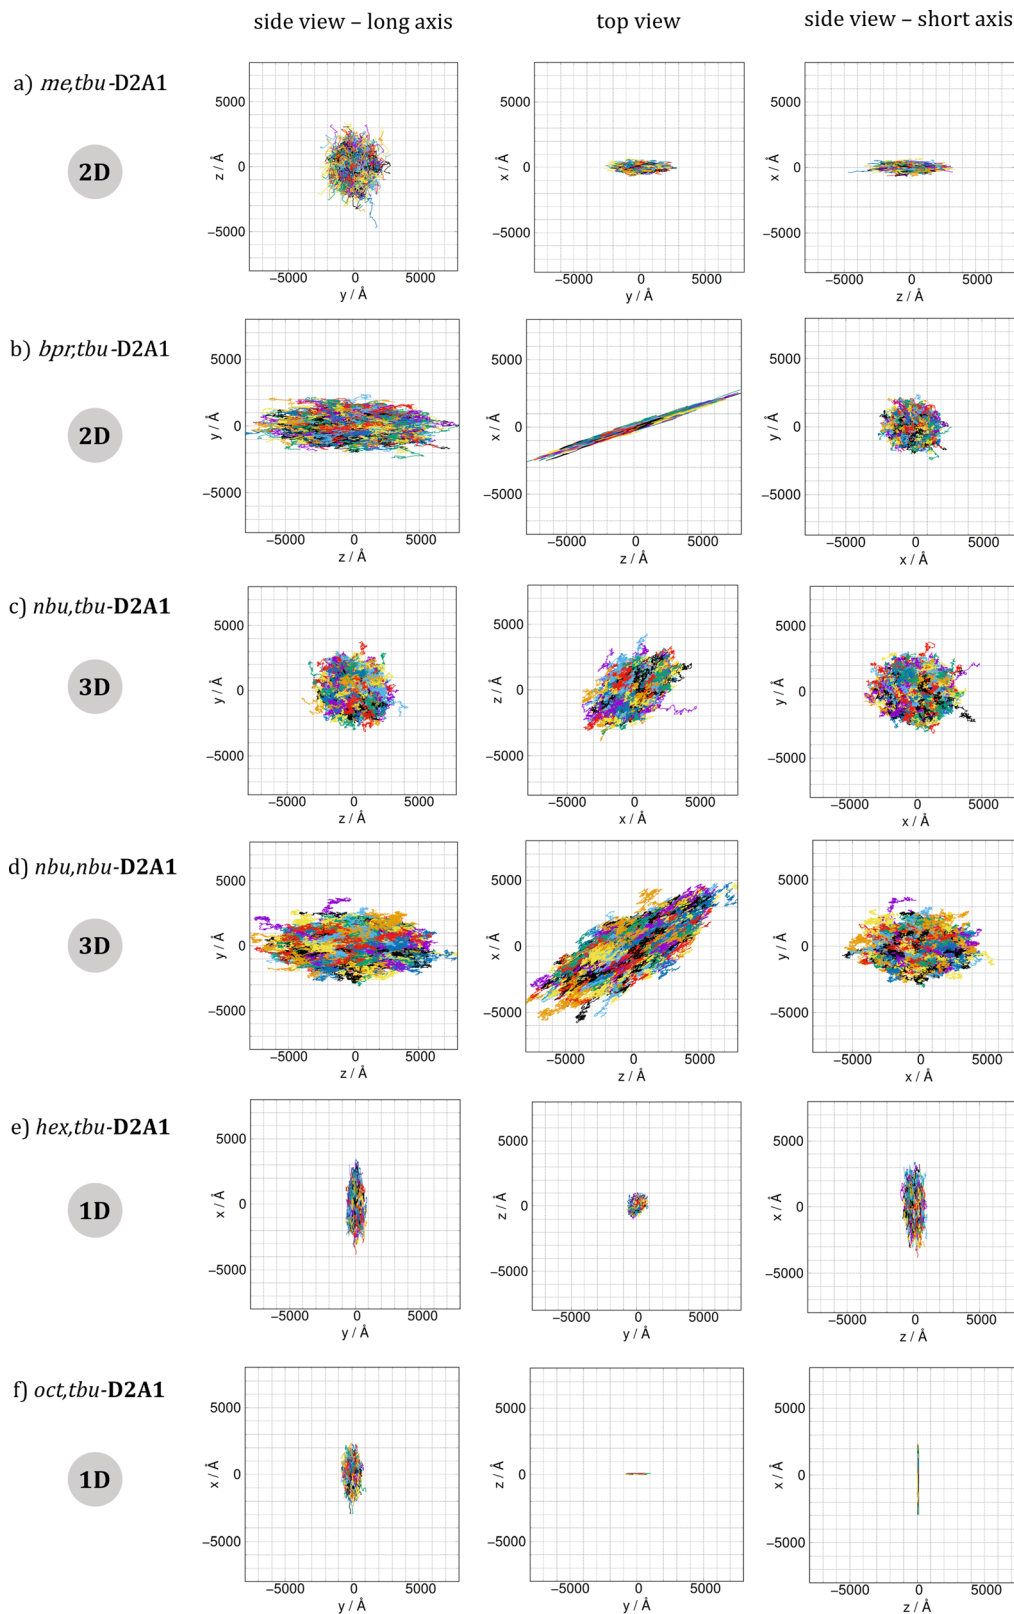 side view – long axis
top view
side view – short axis
a) me,tbu-D2A1
2D
5000
0
−5000
z / Å
−5000 0 5000
y / Å
5000
0
−5000
x / Å
−5000 0 5000
y / Å
5000
0
−5000
x / Å
−5000 0 5000
z / Å
b) bpr,tbu-D2A1
2D
5000
0
−5000
y / Å
−5000 0 5000
z / Å
5000
0
−5000
x / Å
−5000 0 5000
z / Å
5000
0
−5000
y / Å
−5000 0 5000
x / Å
c) nbu,tbu-D2A1
3D
5000
0
−5000
y / Å
−5000 0 5000
z / Å
5000
0
−5000
z / Å
−5000 0 5000
x / Å
5000
0
−5000
y / Å
−5000 0 5000
x / Å
d) nbu,nbu-D2A1
3D
5000
0
−5000
y / Å
−5000 0 5000
z / Å
5000
0
−5000
x / Å
−5000 0 5000
z / Å
5000
0
−5000
y / Å
−5000 0 5000
x / Å
e) hex,tbu-D2A1
1D
5000
0
−5000
x / Å
−5000 0 5000
y / Å
5000
0
−5000
z / Å
−5000 0 5000
y / Å
5000
0
−5000
x / Å
−5000 0 5000
z / Å
f) oct,tbu-D2A1
1D
5000
0
−5000
x / Å
−5000 0 5000
y / Å
5000
0
−5000
z / Å
−5000 0 5000
y / Å
5000
0
−5000
x / Å
−5000 0 5000
z / Å